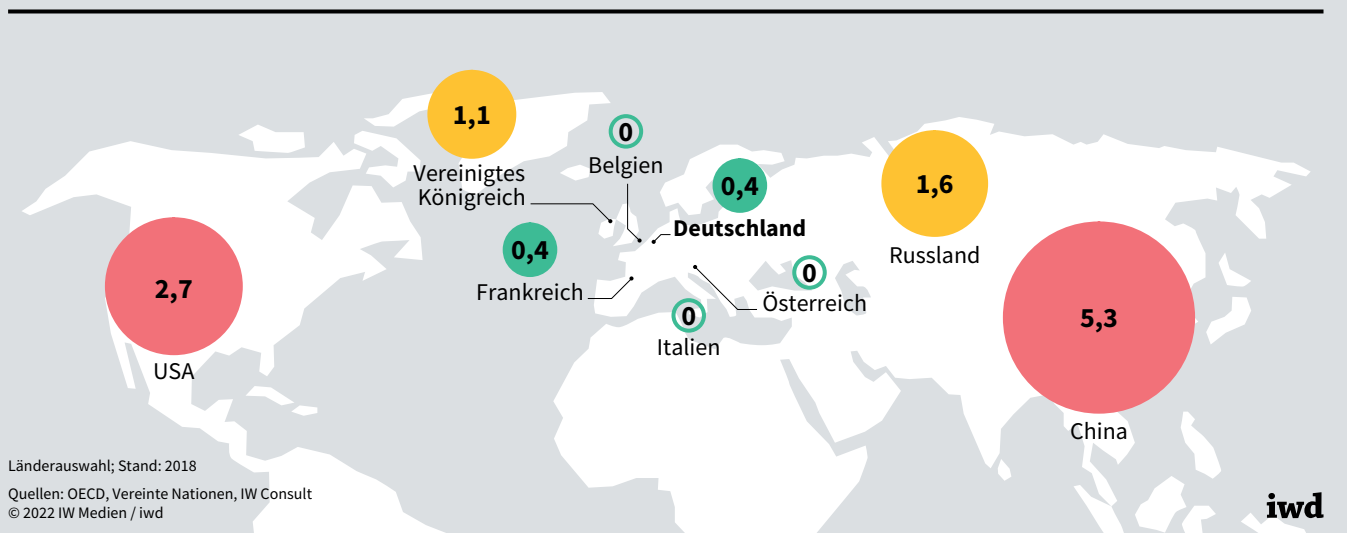 1,1
Vereinigtes
Königreich
0
Belgien
0,4
Deutschland
1,6
Russland
2,7
USA
0,4
Frankreich
0
Österreich
0
Italien
5,3
China
Länderauswahl; Stand: 2018
Quellen: OECD, Vereinte Nationen, IW Consult
© 2022 IW Medien / iwd
iwd